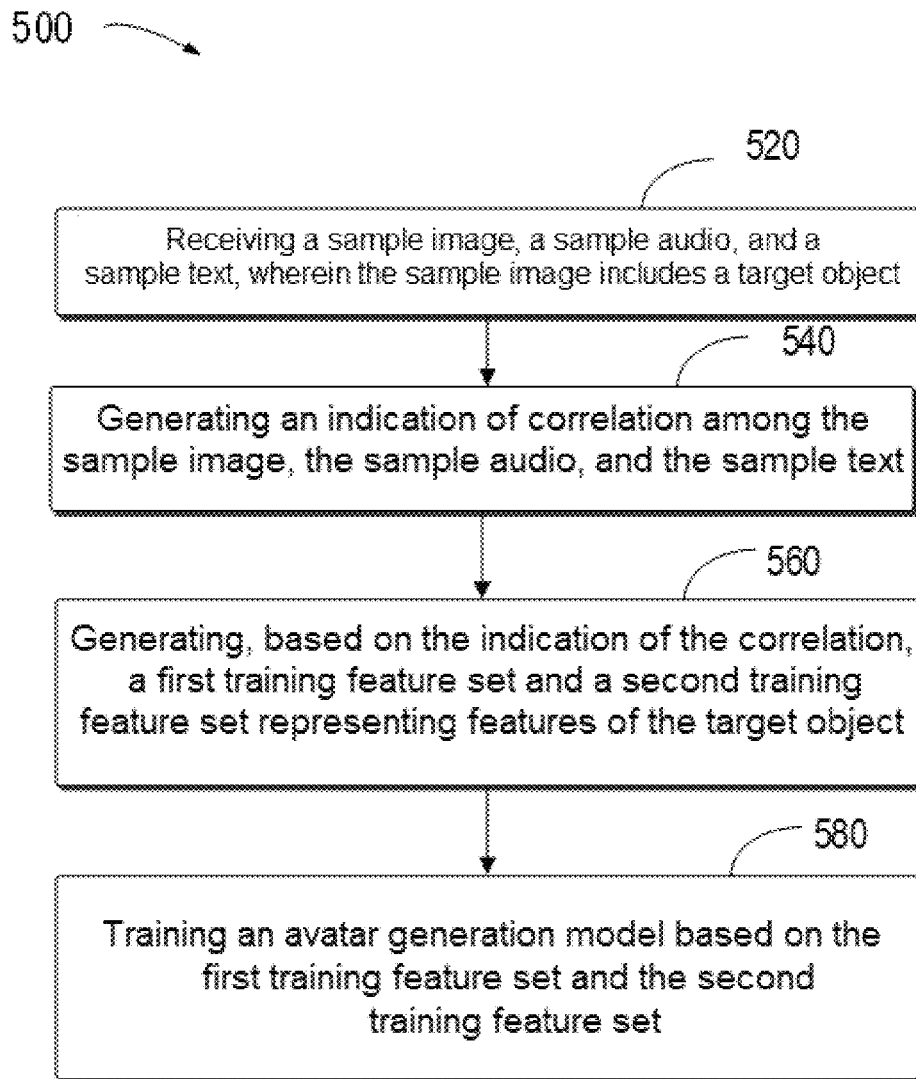 500
520
Receiving a sample image, a sample audio, and a
sample text, wherein the sample image includes a target object
540
Generating an indication of correlation among the
sample image, the sample audio, and the sample text
560
Generating, based on the indication of the correlation,
a first training feature set and a second training
feature set representing features of the target object
580
Training an avatar generation model based on the
first training feature set and the second
training feature set